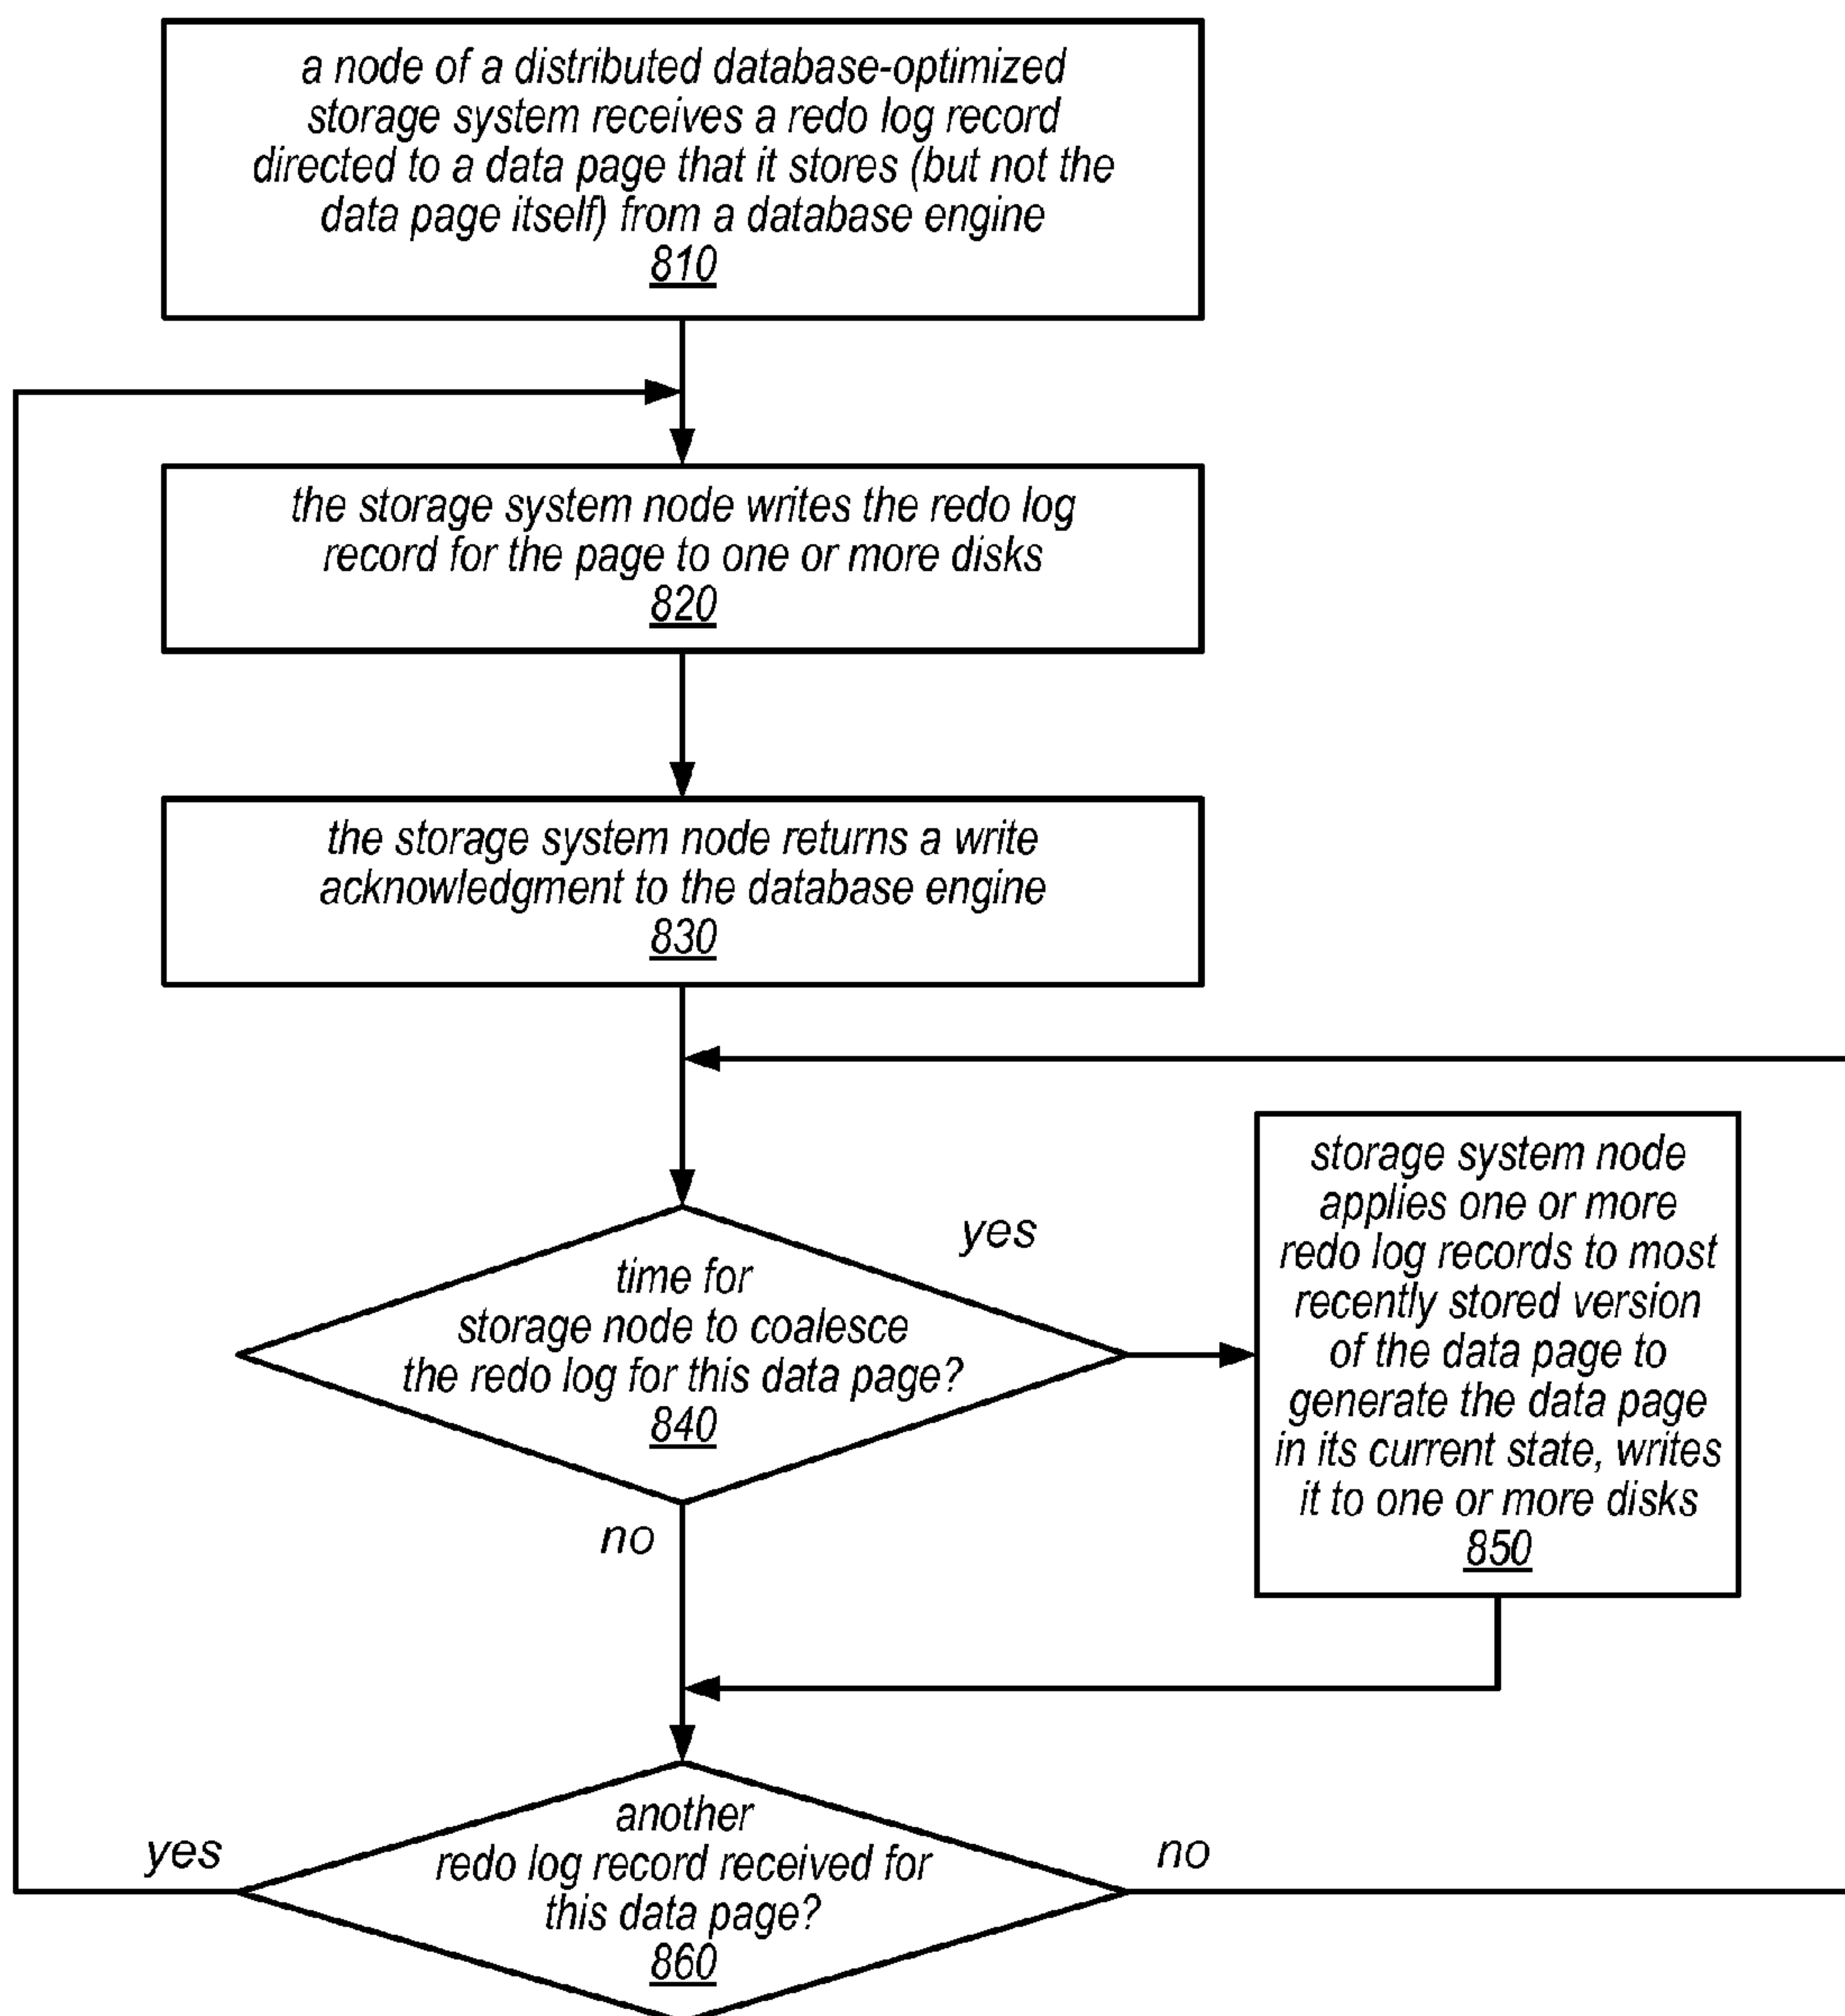 a node of a distributed database-optimized
storage system receives a redo log record
directed to a data page that it stores (but not the
data page itself) from a database engine
810
the storage system node writes the redo log
record for the page to one or more disks
820
the storage system node returns a write
acknowledgment to the database engine
830
time for
storage node to coalesce
the redo log for this data page?
840
yes
no
storage system node
applies one or more
redo log records to most
recently stored version
of the data page to
generate the data page
in its current state, writes
it to one or more disks
850
another
redo log record received for
this data page?
860
yes
no